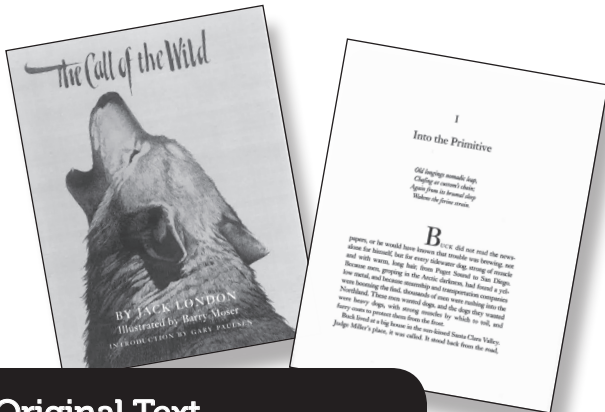 The Call of the Wild
BY JACK LONDON
Illustrated by Barry Moser
INTRODUCTION BY GARY PAULSEN
I
Into the Primitive
Old longings nomadic leap,
Chafing at custom's chain;
Again from its brumal sleep
Wakens the ferine strain.
BUCK did not read the news-
papers, or he would have known that trouble was brewing, not
alone for himself, but for every tidewater dog, strong of muscle
and with warm, long hair, from Puget Sound to San Diego.
Because men, groping in the Arctic darkness, had found a yel-
low metal, and because steamship and transportation companies
were booming the find, thousands of men were rushing into the
Northland. These men wanted dogs, and the dogs they wanted
were heavy dogs, with strong muscles by which to toil, and
furry coats to protect them from the frost.
Buck lived at a big house in the sun-kissed Santa Clara Valley.
Judge Miller's place, it was called. It stood back from the road,
Original Text